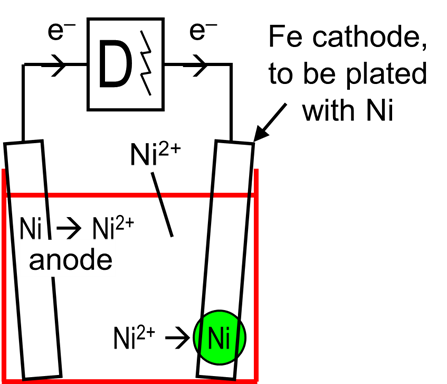 e⁻
e⁻
D
Fe cathode,
to be plated
with Ni
Ni²⁺
Ni → Ni²⁺
anode
Ni²⁺ → Ni